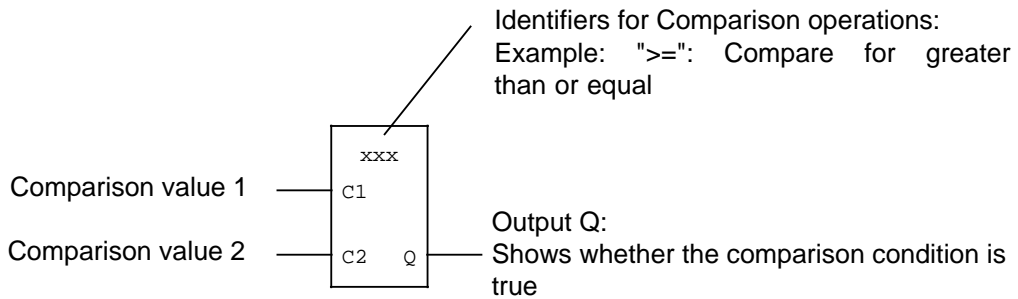 Identifiers for Comparison operations:
Example: ">=": Compare for greater
than or equal
xxx
Comparison value 1
C1
Output Q:
Comparison value 2
C2 Q
Shows whether the comparison condition is
true